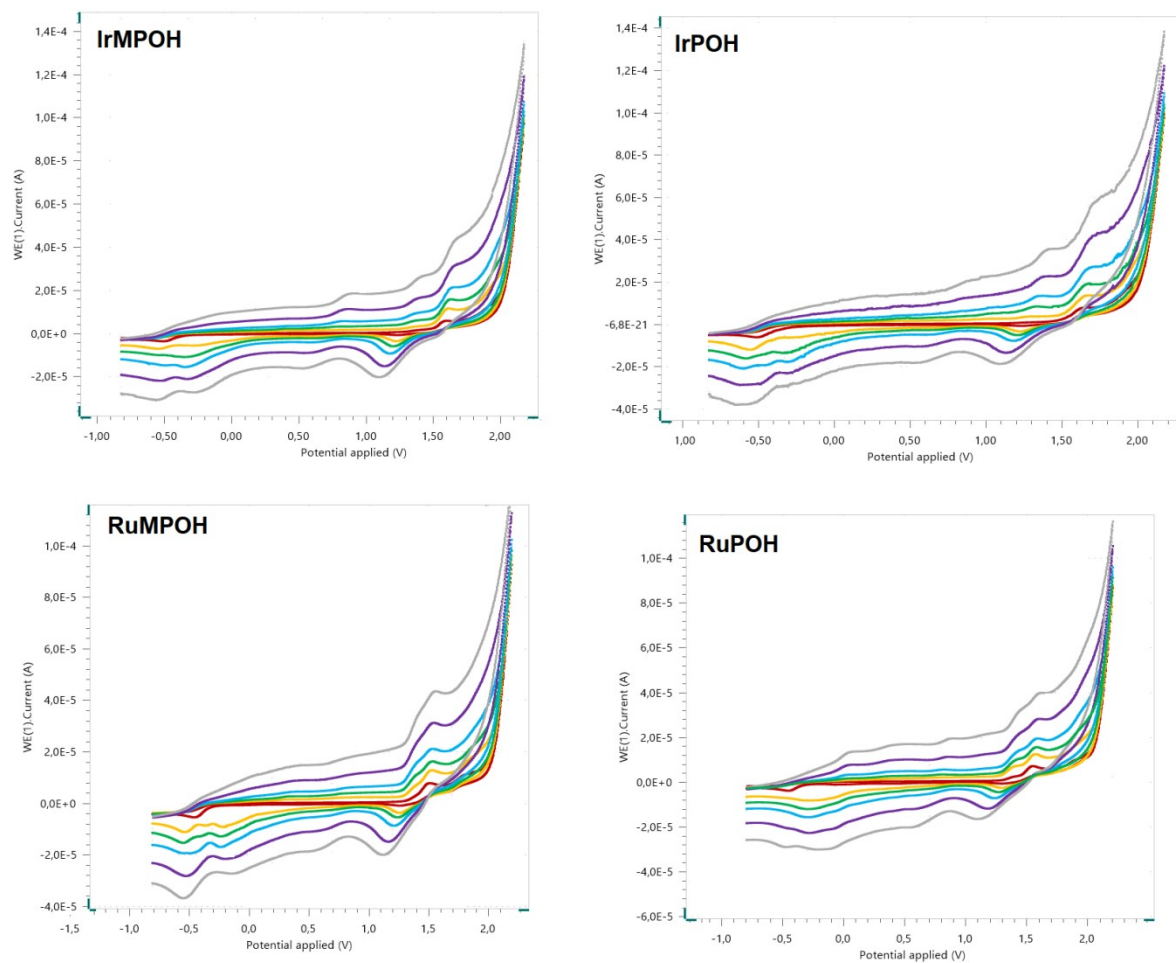 IrMPOH
1,4E-4
1,2E-4
1,0E-4
8,0E-5
6,0E-5
4,0E-5
2,0E-5
0,0E+0
-2,0E-5
WE(1).Current (A)
-1,00 -0,50 0,00 0,50 1,00 1,50 2,00
Potential applied (V)
IrPOH
1,4E-4
1,2E-4
1,0E-4
8,0E-5
6,0E-5
4,0E-5
2,0E-5
-6,8E-21
-2,0E-5
-4,0E-5
WE(1).Current (A)
1,00 -0,50 0,00 0,50 1,00 1,50 2,00
Potential applied (V)
RuMPOH
1,0E-4
8,0E-5
6,0E-5
4,0E-5
2,0E-5
0,0E+0
-2,0E-5
-4,0E-5
WE(1).Current (A)
-1,5 -1,0 -0,5 0,0 0,5 1,0 1,5 2,0
Potential applied (V)
RuPOH
1,0E-4
8,0E-5
6,0E-5
4,0E-5
2,0E-5
0,0E+0
-2,0E-5
-4,0E-5
-6,0E-5
WE(1).Current (A)
-1,0 -0,5 0,0 0,5 1,0 1,5 2,0
Potential applied (V)